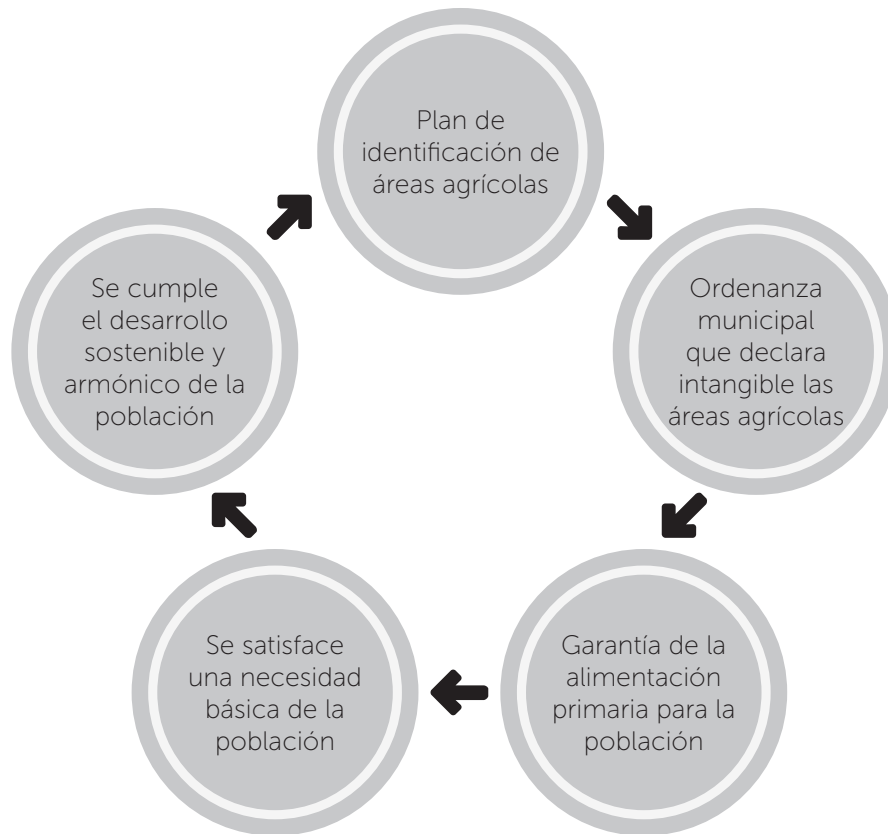 Plan de
identificación de
áreas agrícolas
Ordenanza
municipal
que declara
intangible las
áreas agrícolas
Garantía de la
alimentación
primaria para la
población
Se satisface
una necesidad
básica de la
población
Se cumple
el desarrollo
sostenible y
armónico de la
población